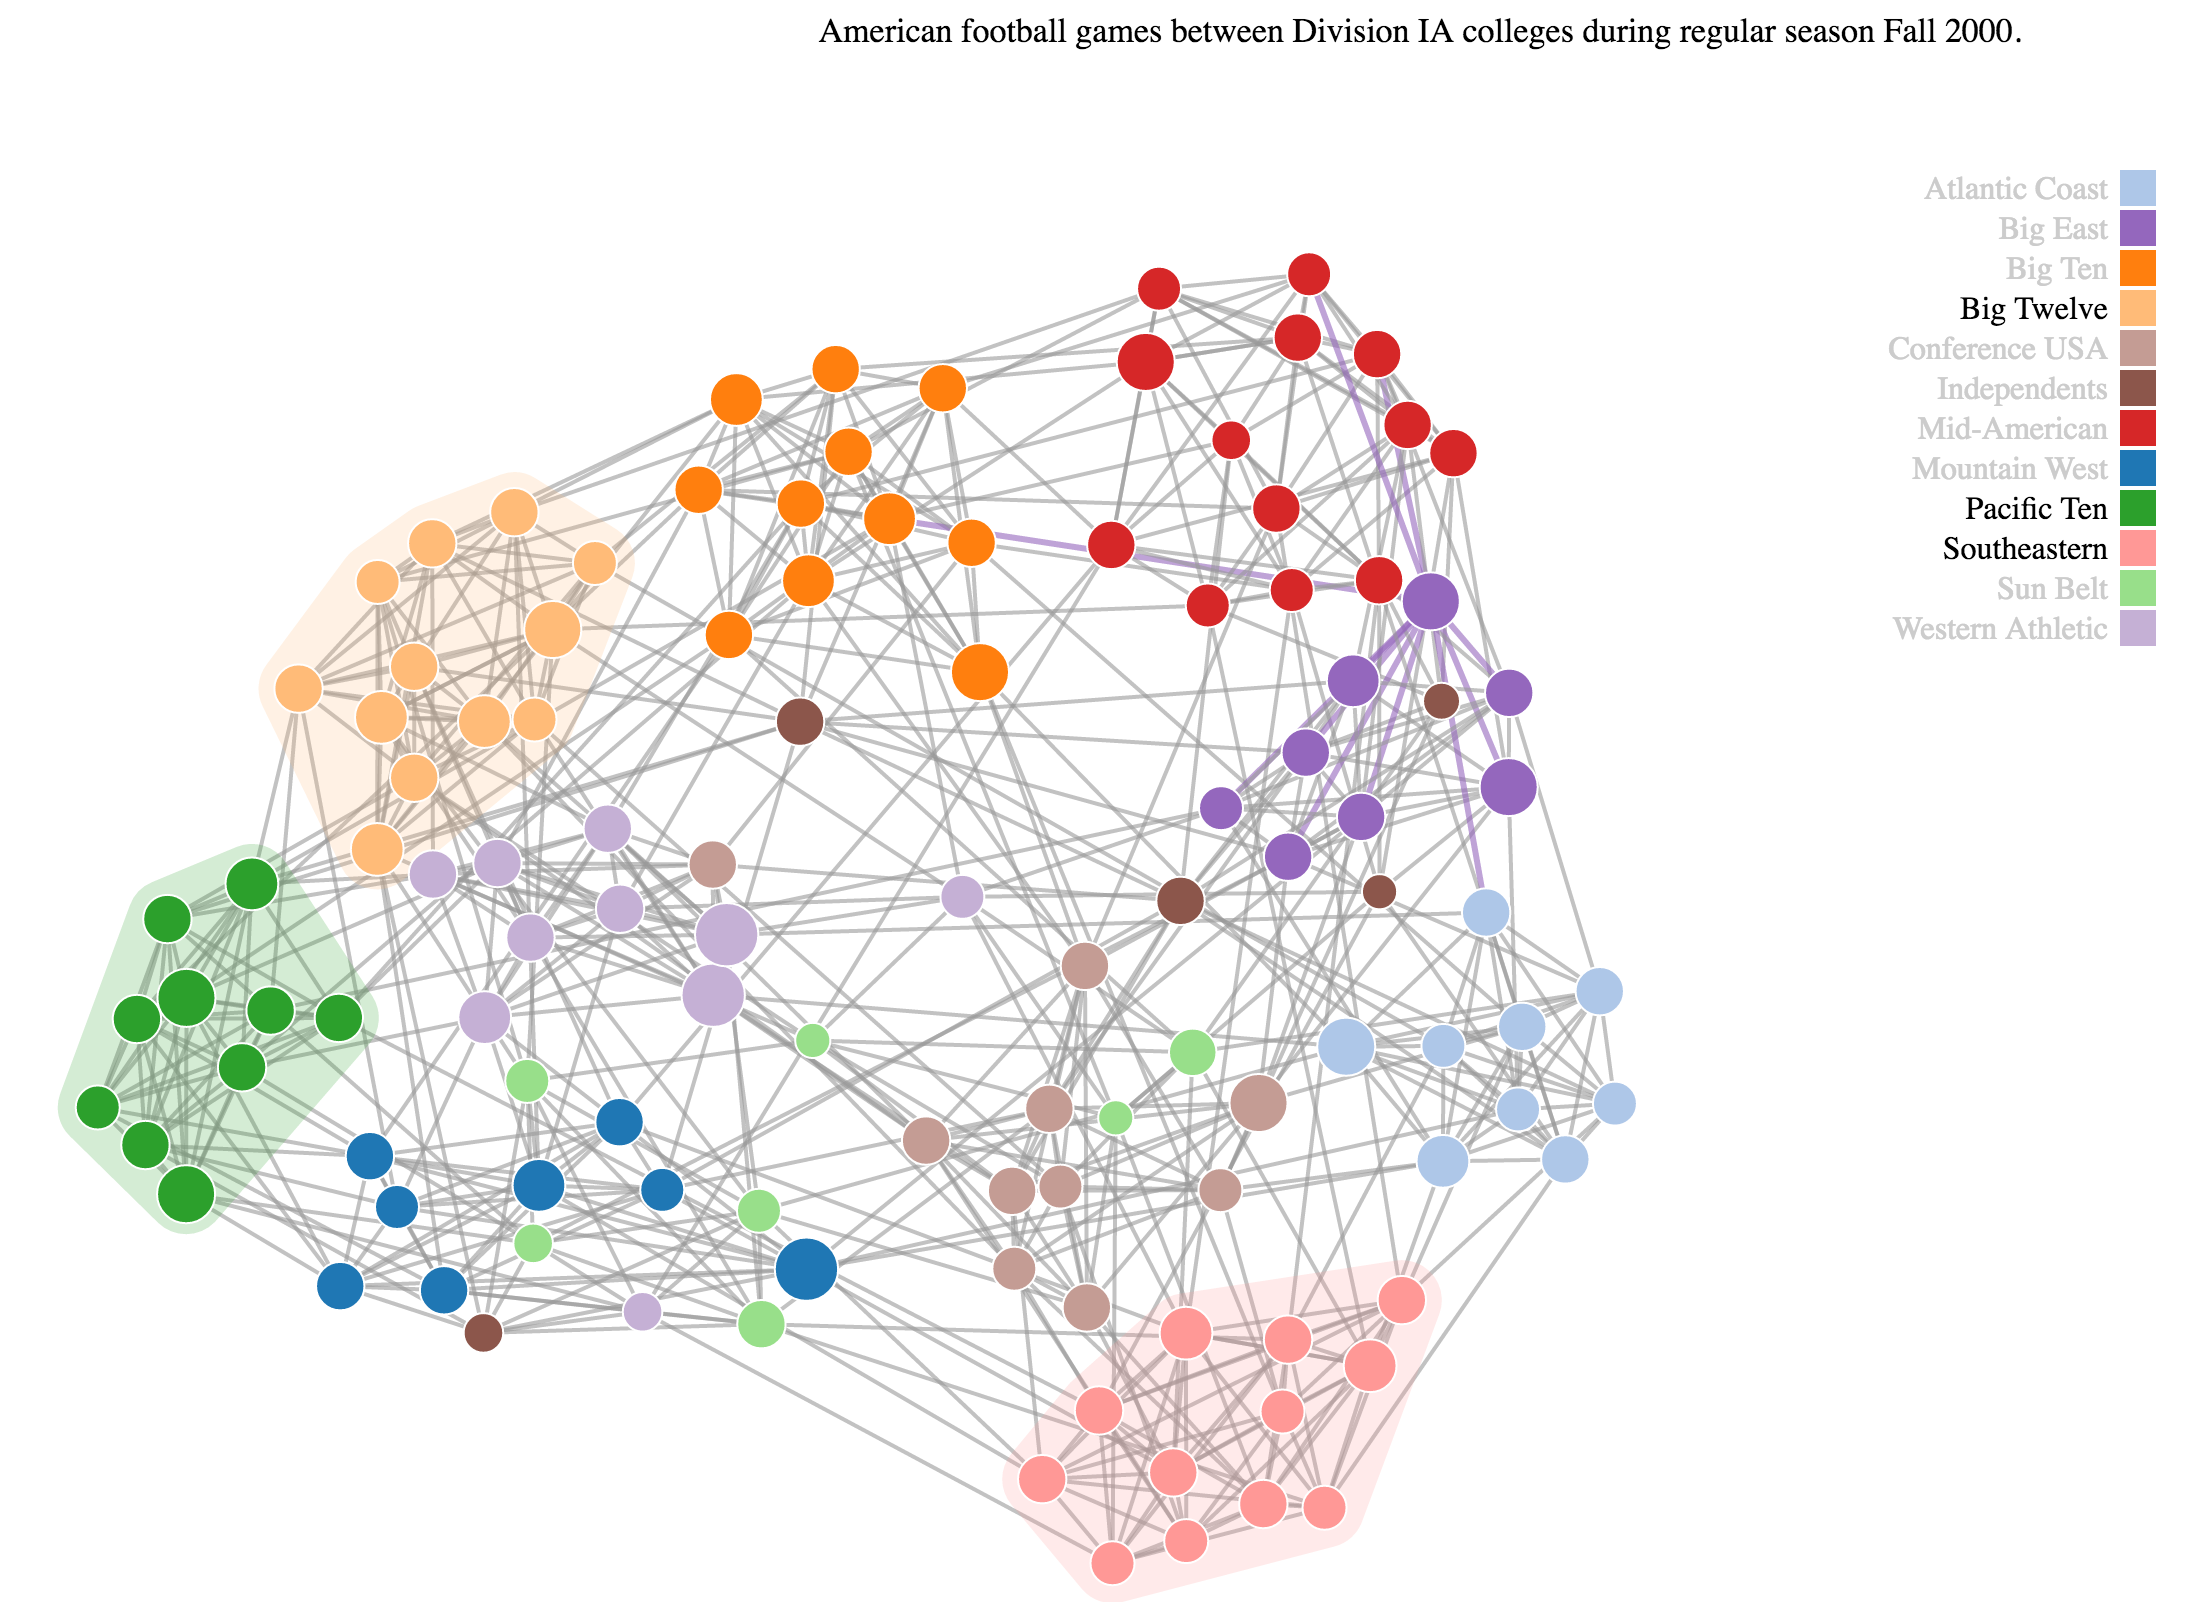 American football games between Division IA colleges during regular season Fall 2000.
Atlantic Coast
Big East
Big Ten
Big Twelve
Conference USA
Independents
Mid-American
Mountain West
Pacific Ten
Southeastern
Sun Belt
Western Athletic